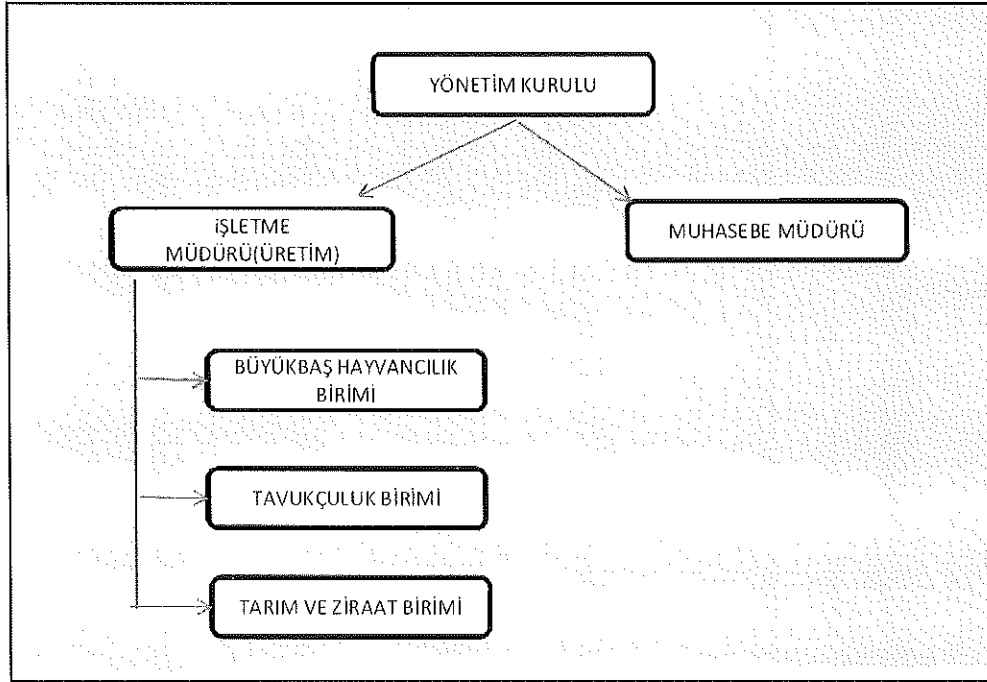 YÖNETİM KURULU
İŞLETME
MÜDÜRÜ(ÜRETİM)
MUHASEBE MÜDÜRÜ
BÜYÜKBAŞ HAYVANCILIK
BİRİMİ
TAVUKÇULUK BİRİMİ
TARIM VE ZİRAAT BİRİMİ